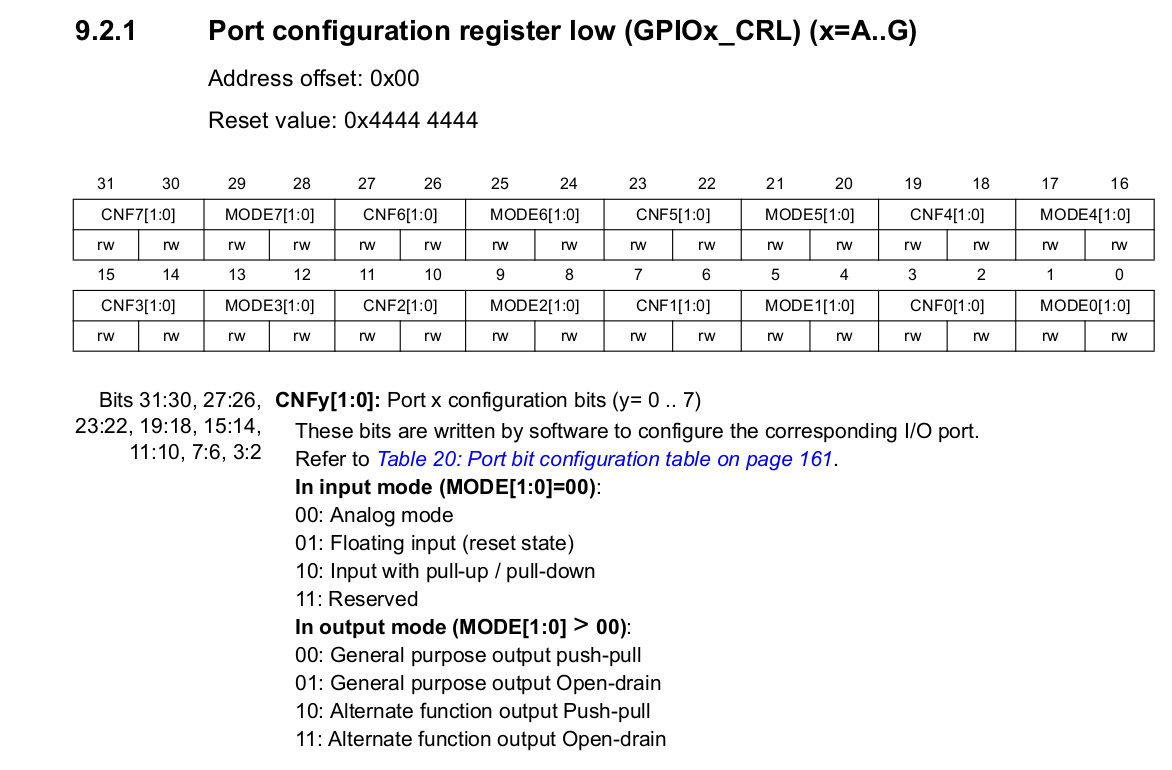 9.2.1 Port configuration register low (GPIOx_CRL) (x=A..G)
Address offset: 0x00
Reset value: 0x4444 4444
31 30 29 28 27 26 25 24 23 22 21 20 19 18 17 16
CNF7[1:0] MODE7[1:0] CNF6[1:0] MODE6[1:0] CNF5[1:0] MODE5[1:0] CNF4[1:0] MODE4[1:0]
rw rw rw rw rw rw rw rw rw rw rw rw rw rw rw rw
15 14 13 12 11 10 9 8 7 6 5 4 3 2 1 0
CNF3[1:0] MODE3[1:0] CNF2[1:0] MODE2[1:0] CNF1[1:0] MODE1[1:0] CNF0[1:0] MODE0[1:0]
rw rw rw rw rw rw rw rw rw rw rw rw rw rw rw rw
Bits 31:30, 27:26, CNFy[1:0]: Port x configuration bits (y= 0 .. 7)
23:22, 19:18, 15:14, These bits are written by software to configure the corresponding I/O port.
11:10, 7:6, 3:2 Refer to Table 20: Port bit configuration table on page 161.
In input mode (MODE[1:0]=00):
00: Analog mode
01: Floating input (reset state)
10: Input with pull-up / pull-down
11: Reserved
In output mode (MODE[1:0] > 00):
00: General purpose output push-pull
01: General purpose output Open-drain
10: Alternate function output Push-pull
11: Alternate function output Open-drain